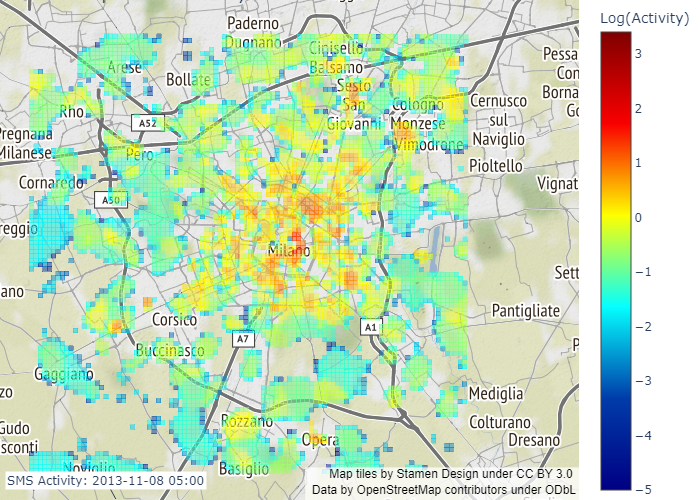 Log(Activity)
3
2
1
0
−1
−2
−3
−4
−5
Paderno
Dugnano
Cinisello
Balsamo
Arese
Bollate
Sesto
San
Giovanni
Cologno
Monzese
Vimodrone
Cernusco
sul
Naviglio
Pessa
Con
Borna
Go
Rho
A52
Pregnana
Milanese
Pero
Pioltello
Cornaredo
Vignat
A50
reggio
Milano
Sett
ano
Corsico
Pantigliate
A7
A1
Buccinasco
P
Gaggiano
zo
Mediglia
Rozzano
Colturano
Gudo
sconti
Opera
Dresano
Noviglio
Basiglio
SMS Activity: 2013-11-08 05:00
Map tiles by Stamen Design under CC BY 3.0
Data by OpenStreetMap contributors under ODbL